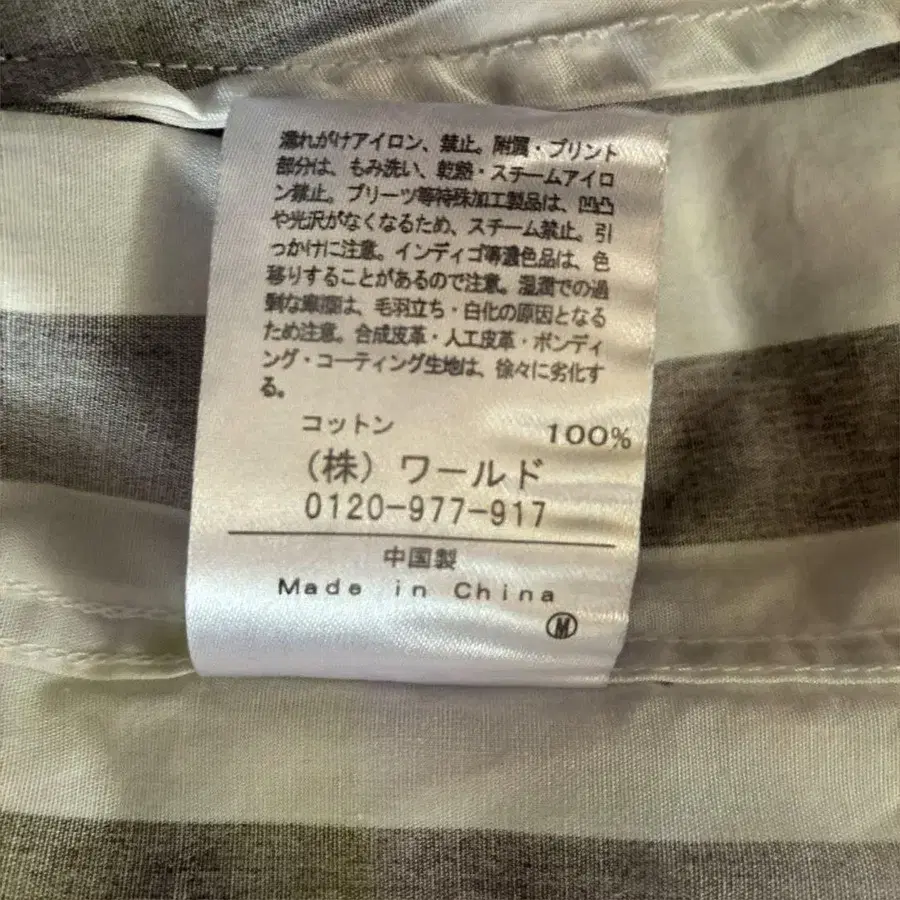 濡れがけアイロン、禁止。附属・プリント
部分は、もみ洗い、乾熱・スチームアイロ
ン禁止。プリーツ等特殊加工製品は、凹凸
や光沢がなくなるため、スチーム禁止。引
っかけに注意。インディゴ等濃色品は、色
移りすることがあるので注意。湿潤での過
剰な摩擦は、毛羽立ち・白化の原因となる
ため注意。合成皮革・人工皮革・ボンディ
ング・コーティング生地は、徐々に劣化す
る。
コットン 100%
(株) ワールド
0120-977-917
中国製
Made in China
Ⓜ